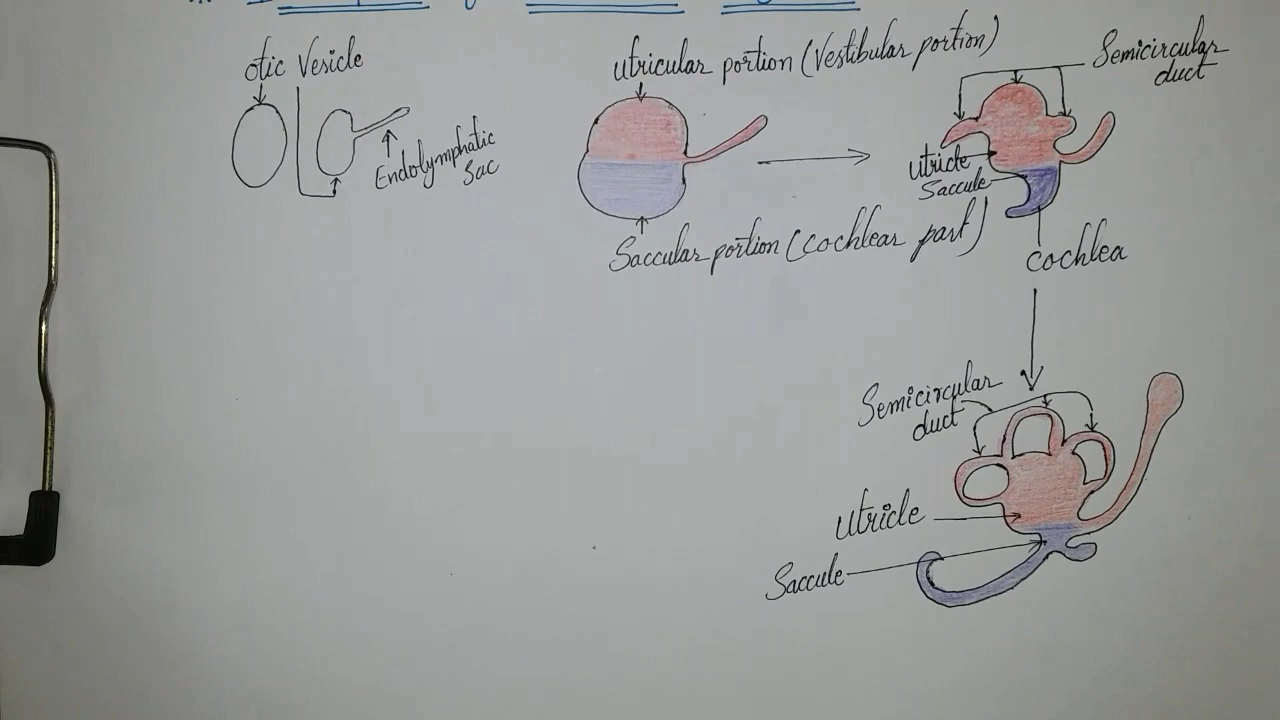 otic Vesicle
Endolymphatic
Sac
Utricular portion (Vestibular portion)
Saccular portion (cochlear part)
Semicircular
duct
Utricle
Saccule
cochlea
Semicircular
duct
Utricle
Saccule